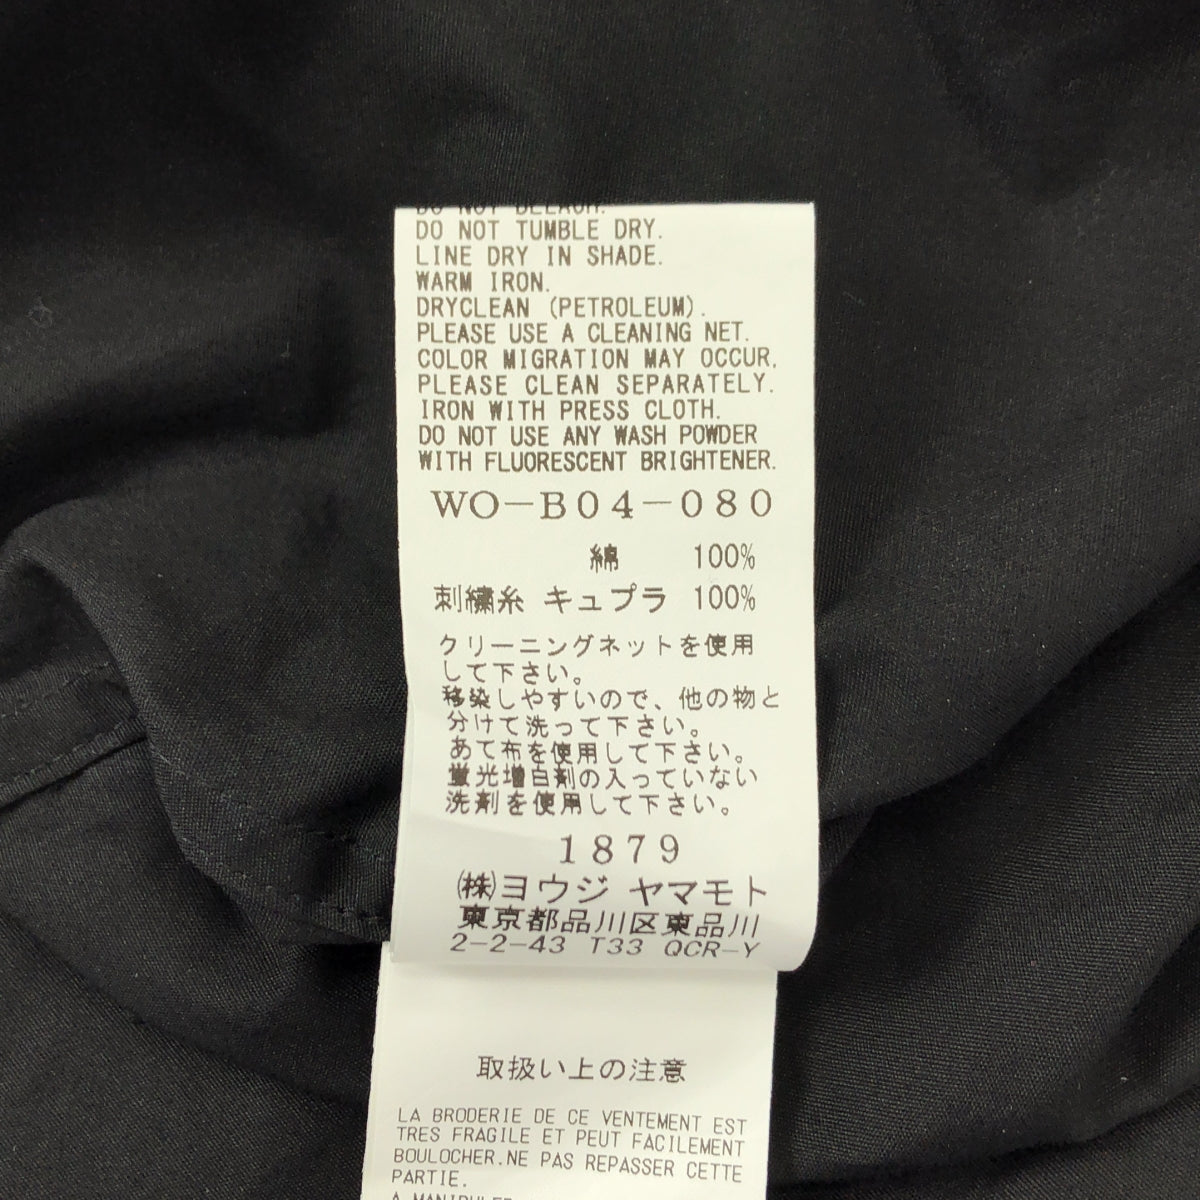 DO NOT BLEACH.
DO NOT TUMBLE DRY.
LINE DRY IN SHADE.
WARM IRON.
DRYCLEAN (PETROLEUM).
PLEASE USE A CLEANING NET.
COLOR MIGRATION MAY OCCUR.
PLEASE CLEAN SEPARATELY.
IRON WITH PRESS CLOTH.
DO NOT USE ANY WASH POWDER
WITH FLUORESCENT BRIGHTENER.
WO-B04-080
綿 100%
刺繍糸 キュプラ 100%
クリーニングネットを使用
して下さい。
移染しやすいので、他の物と
分けて洗って下さい。
あて布を使用して下さい。
蛍光増白剤の入っていない
洗剤を使用して下さい。
1879
㈱ヨウジ ヤマモト
東京都品川区東品川
2-2-43 T33 QCR-Y
取扱い上の注意
LA BRODERIE DE CE VENTEMENT EST
TRES FRAGILE ET PEUT FACILEMENT
BOULOCHER.NE PAS REPASSER CETTE
PARTIE.
A MANIPULER